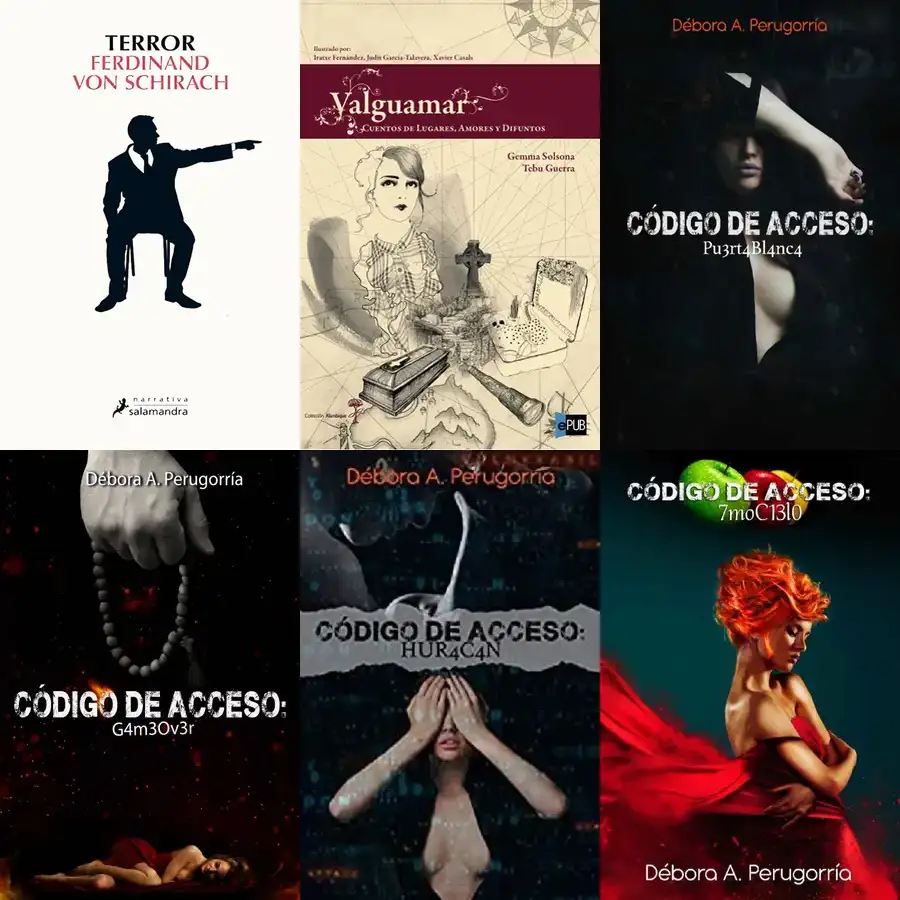 TERROR
FERDINAND
VON SCHIRACH
narrativa
salamandra
Ilustrado por:
Iratxe Fernández, Judit García-Talavera, Xavier Casals
Valguamar
Cuentos de Lugares, Amores y Difuntos
Gemma Solsona
Tebu Guerra
Colección Alambique
ePUB
Débora A. Perugorría
CÓDIGO DE ACCESO:
Pu3rt4Bl4nc4
Débora A. Perugorría
CÓDIGO DE ACCESO:
G4m3Ov3r
Débora A. Perugorría
CÓDIGO DE ACCESO:
HUR4C4N
CÓDIGO DE ACCESO:
7moC13l0
Débora A. Perugorría